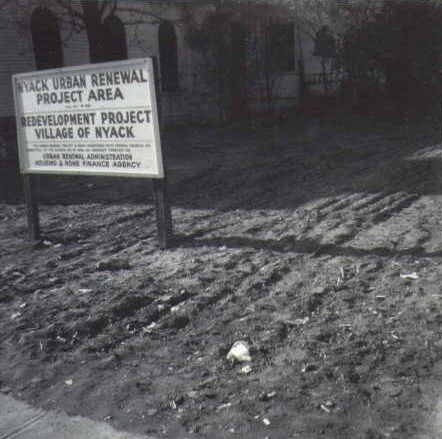 NYACK URBAN RENEWAL
PROJECT AREA
REDEVELOPMENT PROJECT
VILLAGE OF NYACK
URBAN RENEWAL ADMINISTRATION
HOUSING & HOME FINANCE AGENCY